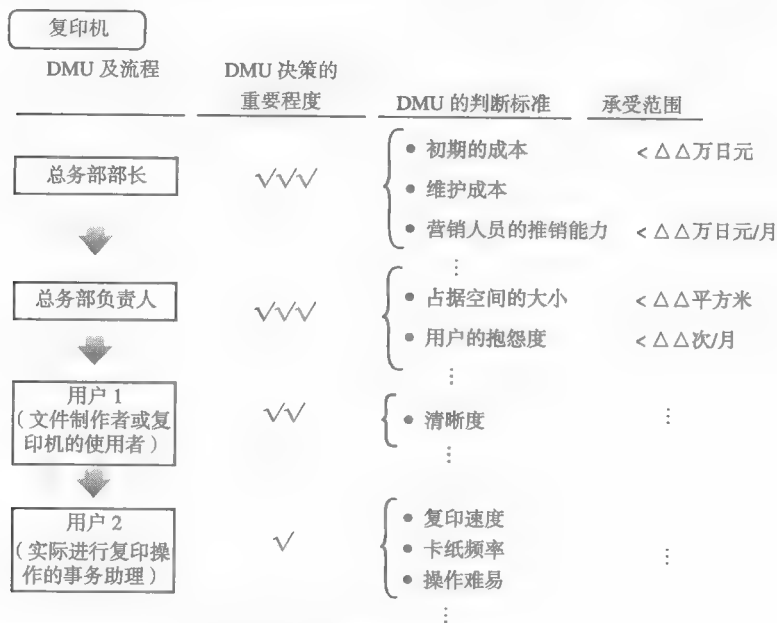 复印机
DMU 及流程
DMU 决策的
重要程度
DMU 的判断标准
承受范围
总务部部长
√√√
• 初期的成本
< △△万日元
• 维护成本
• 营销人员的推销能力
< △△万日元/月
⋮
总务部负责人
√√√
• 占据空间的大小
< △△平方米
• 用户的抱怨度
< △△次/月
⋮
用户 1
(文件制作者或复
印机的使用者)
√√
• 清晰度
⋮
⋮
用户 2
(实际进行复印操
作的事务助理)
√
• 复印速度
• 卡纸频率
• 操作难易
⋮
⋮